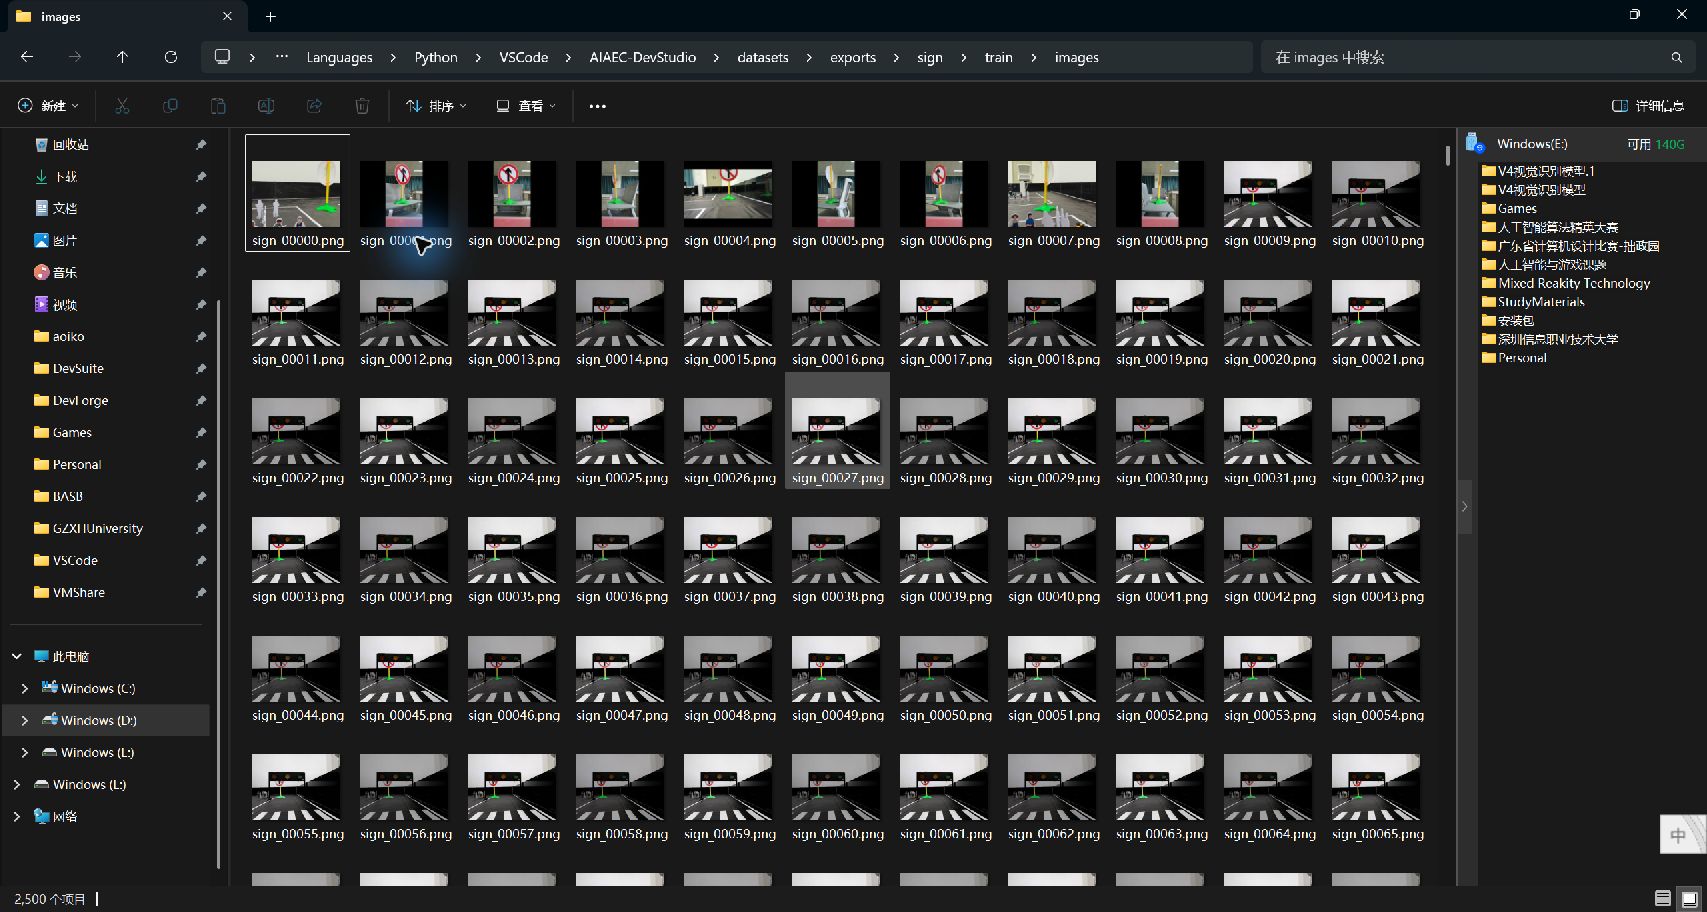 images
Languages > Python > VSCode > AIAEC-DevStudio > datasets > exports > sign > train > images
在 images 中搜索
新建
排序
查看
详细信息
回收站
下载
文档
图片
音乐
视频
aoiko
DevSuite
DevForge
Games
Personal
BASB
GZXHUniversity
VSCode
VMShare
此电脑
Windows (C:)
Windows (D:)
Windows (E:)
Windows (E:)
网络
sign_00000.png sign_00002.png sign_00003.png sign_00004.png sign_00005.png sign_00006.png sign_00007.png sign_00008.png sign_00009.png sign_00010.png
sign_00011.png sign_00012.png sign_00013.png sign_00014.png sign_00015.png sign_00016.png sign_00017.png sign_00018.png sign_00019.png sign_00020.png sign_00021.png
sign_00022.png sign_00023.png sign_00024.png sign_00025.png sign_00026.png sign_00027.png sign_00028.png sign_00029.png sign_00030.png sign_00031.png sign_00032.png
sign_00033.png sign_00034.png sign_00035.png sign_00036.png sign_00037.png sign_00038.png sign_00039.png sign_00040.png sign_00041.png sign_00042.png sign_00043.png
sign_00044.png sign_00045.png sign_00046.png sign_00047.png sign_00048.png sign_00049.png sign_00050.png sign_00051.png sign_00052.png sign_00053.png sign_00054.png
sign_00055.png sign_00056.png sign_00057.png sign_00058.png sign_00059.png sign_00060.png sign_00061.png sign_00062.png sign_00063.png sign_00064.png sign_00065.png
Windows(E:) 可用 140G
V4视觉识别模型.1
V4视觉识别模型
Games
人工智能算法精英大赛
广东省计算机设计比赛-拙政园
人工智能与游戏课题
Mixed Reakity Technology
StudyMaterials
安装包
深圳信息职业技术大学
Personal
中
2,500 个项目